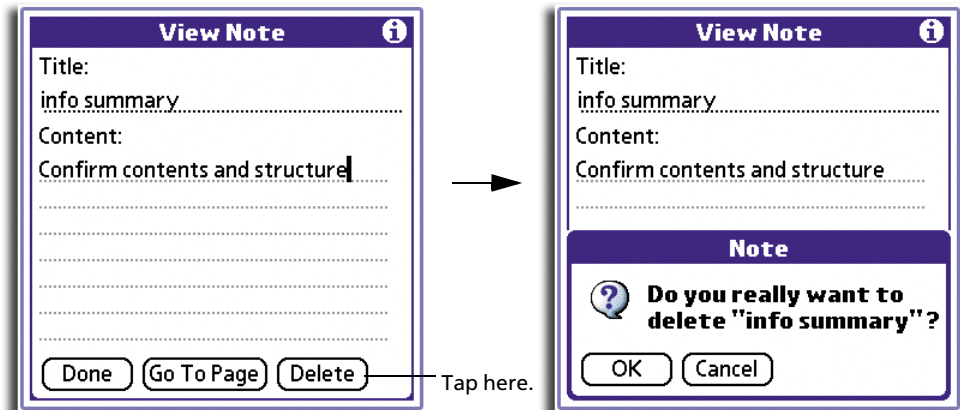 View Note
Title:
info summary
Content:
Confirm contents and structure
Done Go To Page Delete
Tap here.
View Note
Title:
info summary
Content:
Confirm contents and structure
Note
Do you really want to
delete "info summary"?
OK Cancel